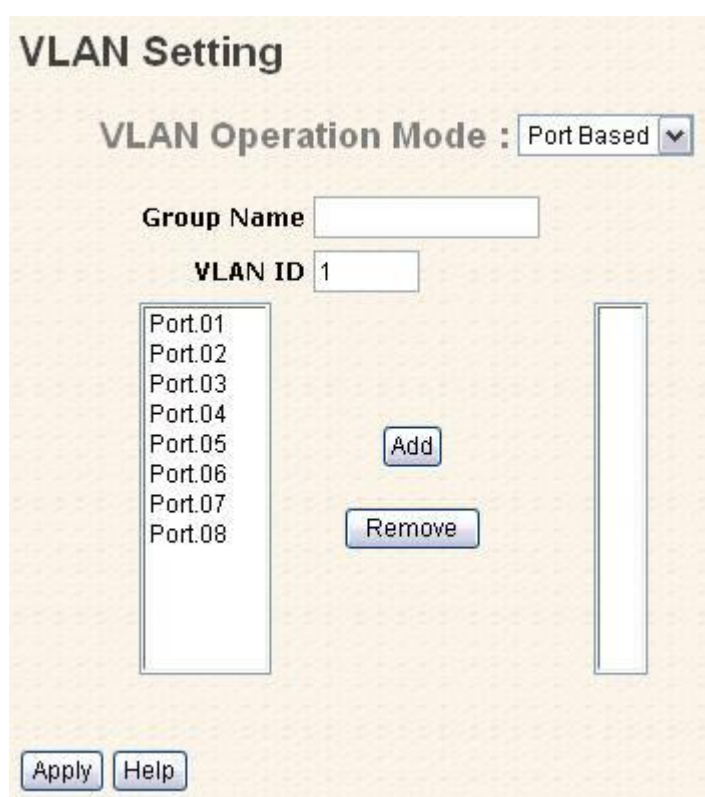 VLAN Setting
VLAN Operation Mode : Port Based
Group Name
VLAN ID 1
Port.01
Port.02
Port.03
Port.04
Port.05
Port.06
Port.07
Port.08
Add
Remove
Apply Help